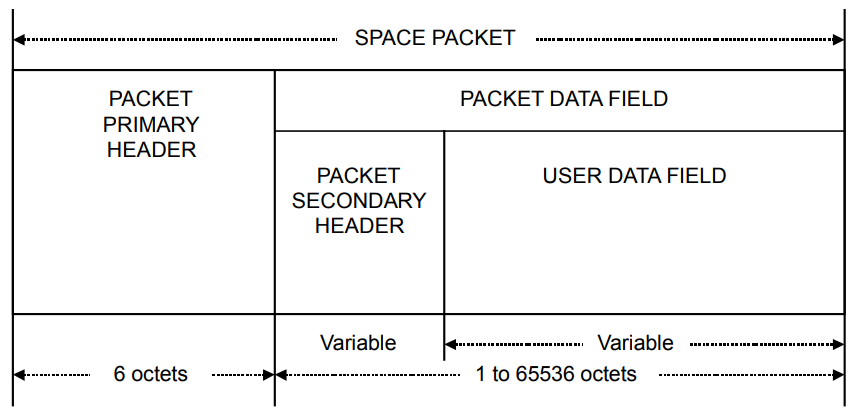 SPACE PACKET
PACKET
PRIMARY
HEADER
PACKET DATA FIELD
PACKET
SECONDARY
HEADER
USER DATA FIELD
Variable
Variable
6 octets
1 to 65536 octets